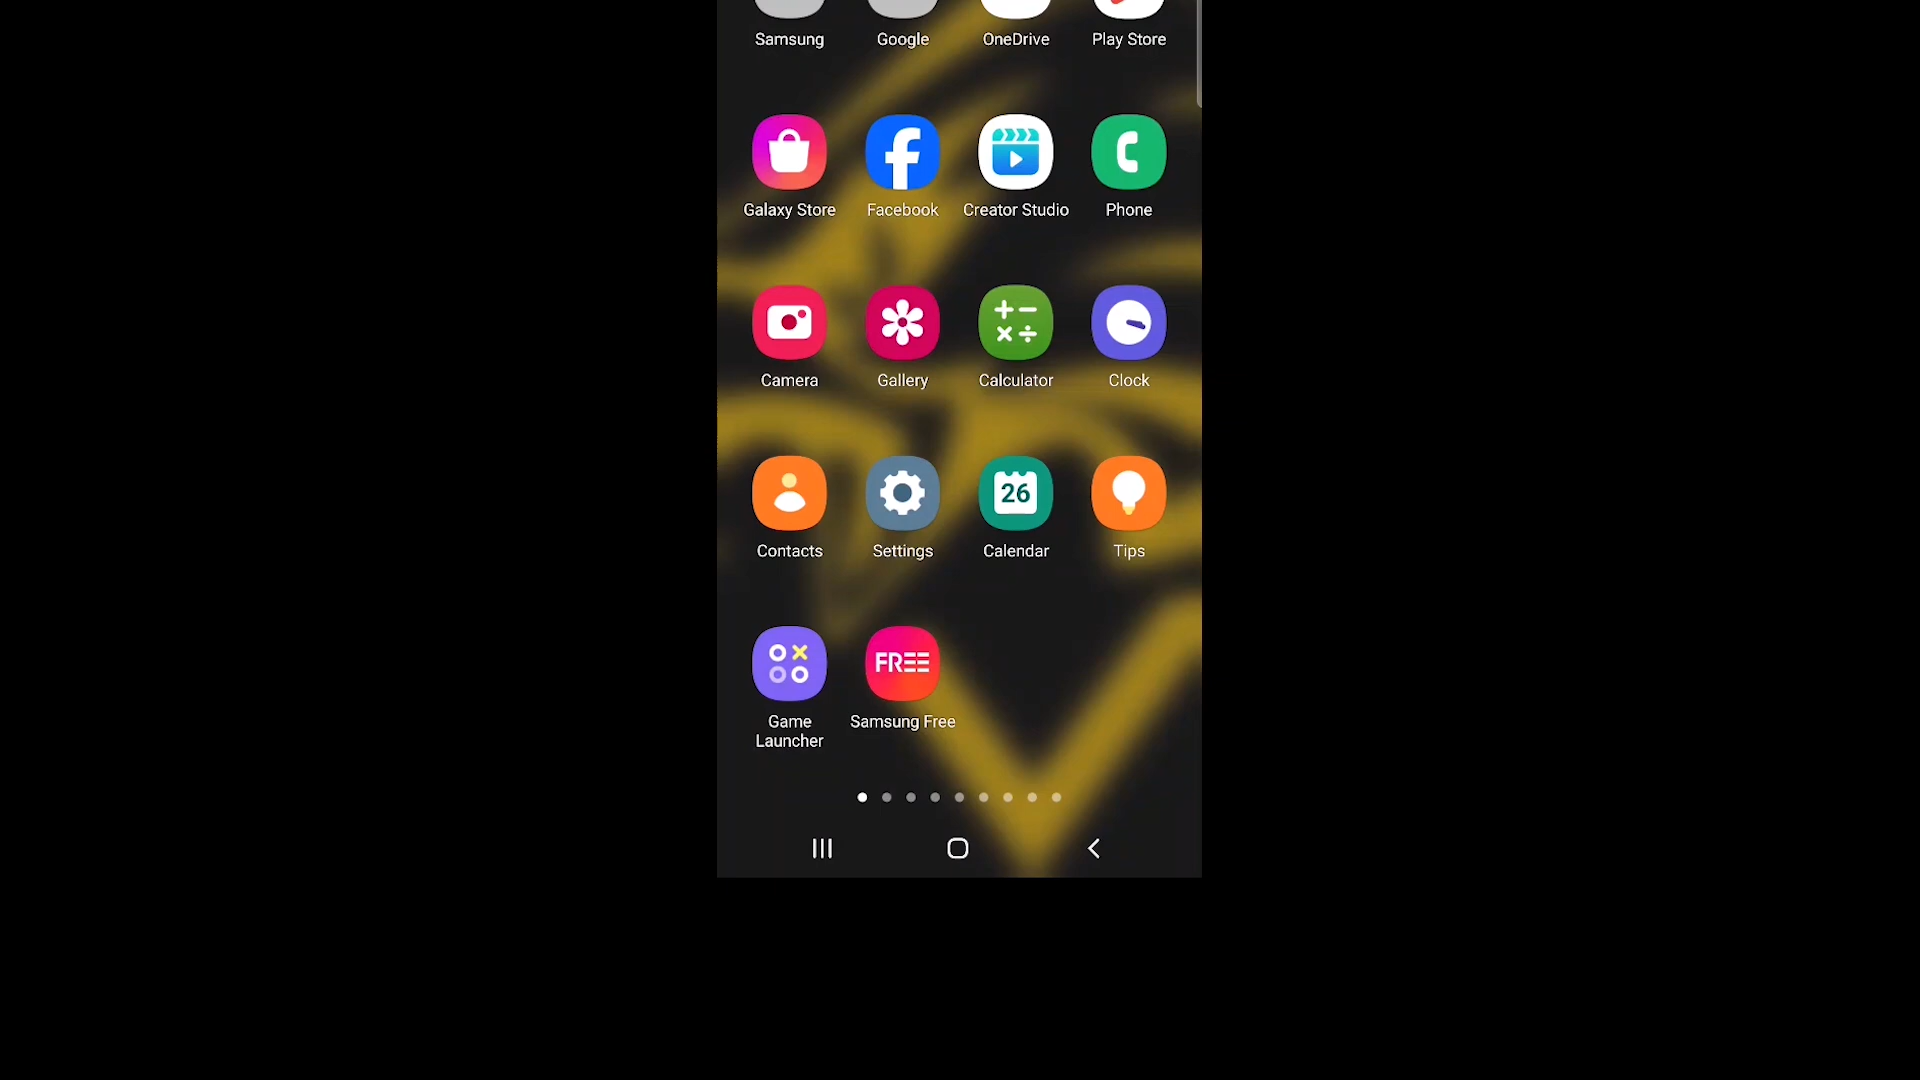 Samsung Google OneDrive Play Store
Galaxy Store Facebook Creator Studio Phone
Camera Gallery Calculator Clock
26
Contacts Settings Calendar Tips
FREE
Game Launcher Samsung Free